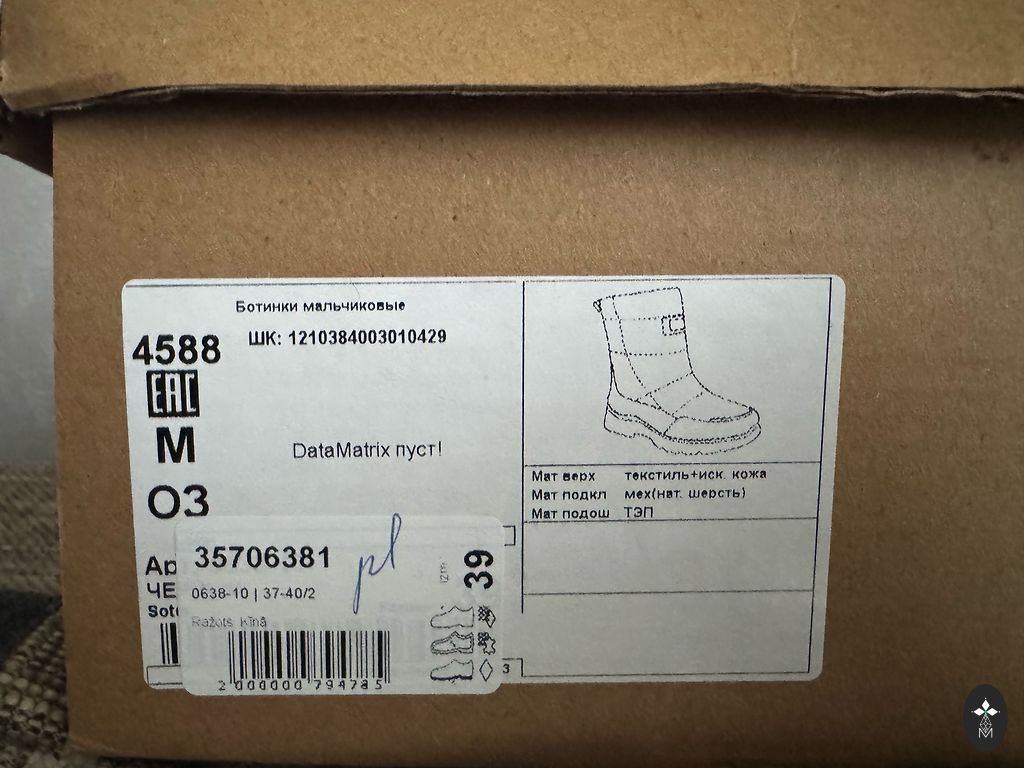 Ботинки мальчиковые
4588
ШК: 1210384003010429
EAC
М
DataMatrix пуст!
ОЗ
Мат верх текстиль+иск. кожа
Мат подкл мех(нат. шерсть)
Мат подош ТЭП
35706381
pl
39
0638-10 | 37-40/2
Ražots Ķīnā
2 000000 794785
3
M